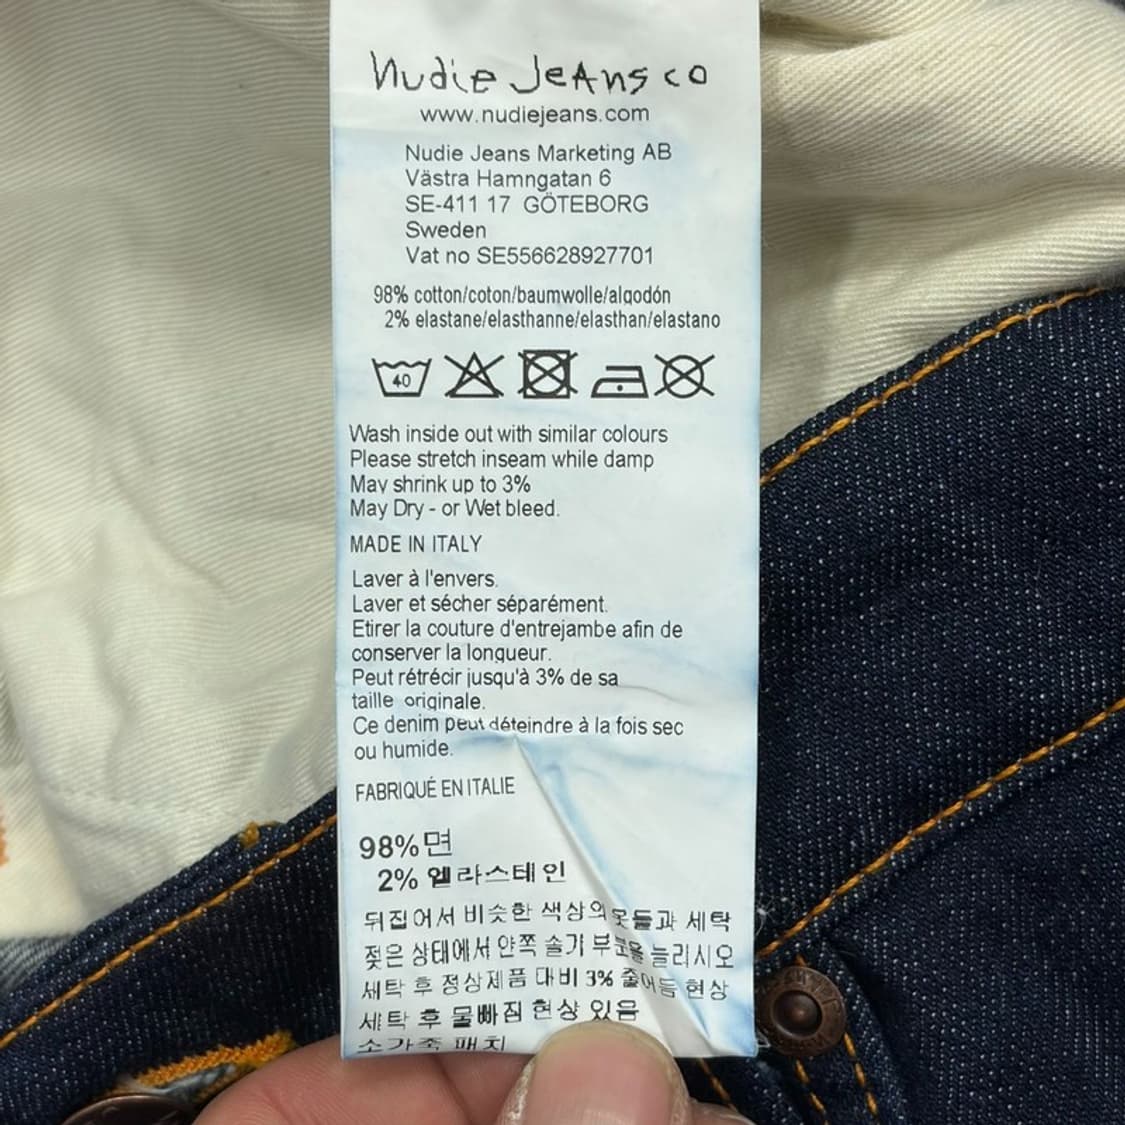 Nudie Jeans co
www.nudiejeans.com
Nudie Jeans Marketing AB
Västra Hamngatan 6
SE-411 17 GÖTEBORG
Sweden
Vat no SE556628927701
98% cotton/coton/baumwolle/algodón
2% elastane/elasthanne/elasthan/elastano
40
Wash inside out with similar colours
Please stretch inseam while damp
May shrink up to 3%
May Dry - or Wet bleed.
MADE IN ITALY
Laver à l'envers.
Laver et sécher séparément.
Etirer la couture d'entrejambe afin de
conserver la longueur.
Peut rétrécir jusqu'à 3% de sa
taille originale.
Ce denim peut déteindre à la fois sec
ou humide.
FABRIQUÉ EN ITALIE
98% 면
2% 엘라스테인
뒤집어서 비슷한 색상의 옷들과 세탁
젖은 상태에서 안쪽 솔기 부분을 늘리시오
세탁 후 정상제품 대비 3% 줄어듬 현상
세탁 후 물빠짐 현상 있음
소가죽 패치